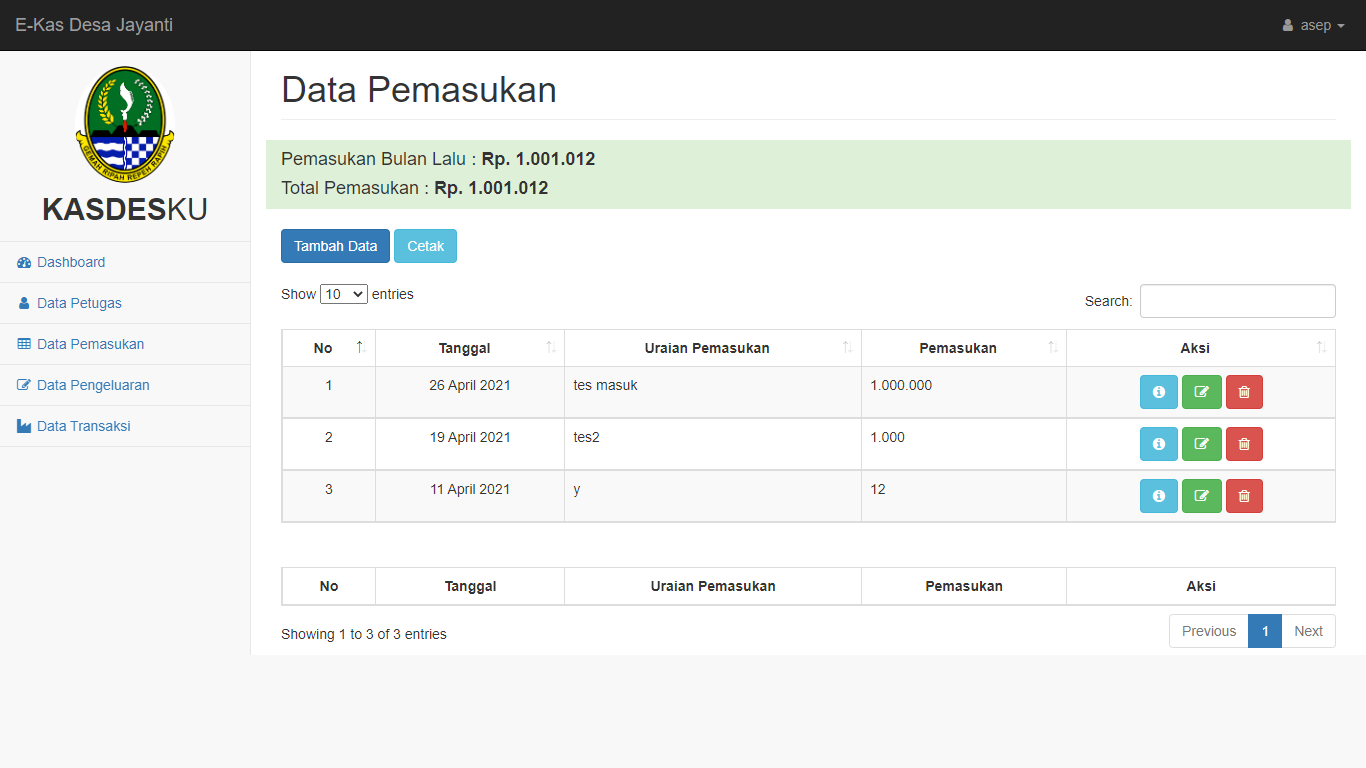 E-Kas Desa Jayanti
asep
GEMAH RIPAH REPEH RAPIH
KASDESKU
Dashboard
Data Petugas
Data Pemasukan
Data Pengeluaran
Data Transaksi
Data Pemasukan
Pemasukan Bulan Lalu : Rp. 1.001.012
Total Pemasukan : Rp. 1.001.012
Tambah Data Cetak
Show 10 entries
Search:
No Tanggal Uraian Pemasukan Pemasukan Aksi
1 26 April 2021 tes masuk 1.000.000
2 19 April 2021 tes2 1.000
3 11 April 2021 y 12
No Tanggal Uraian Pemasukan Pemasukan Aksi
Showing 1 to 3 of 3 entries
Previous 1 Next